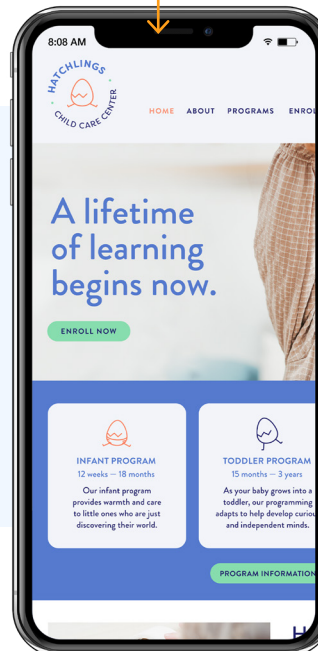 8:08 AM
HATCHLINGS
CHILD CARE CENTER
HOME ABOUT PROGRAMS ENROL
A lifetime
of learning
begins now.
ENROLL NOW
INFANT PROGRAM
12 weeks — 18 months
Our infant program
provides warmth and care
to little ones who are just
discovering their world.
TODDLER PROGRAM
15 months — 3 years
As your baby grows into a
toddler, our programming
adapts to help develop curiou
and independent minds.
PROGRAM INFORMATION
H